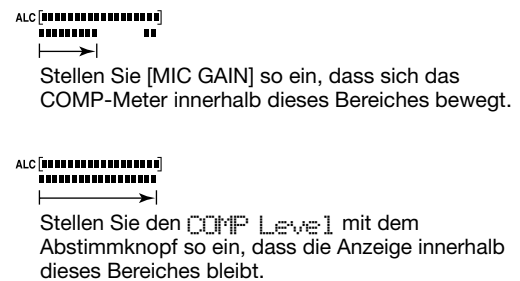 ALC
Stellen Sie [MIC GAIN] so ein, dass sich das
COMP-Meter innerhalb dieses Bereiches bewegt.
ALC
Stellen Sie den COMP Level mit dem
Abstimmknopf so ein, dass die Anzeige innerhalb
dieses Bereiches bleibt.